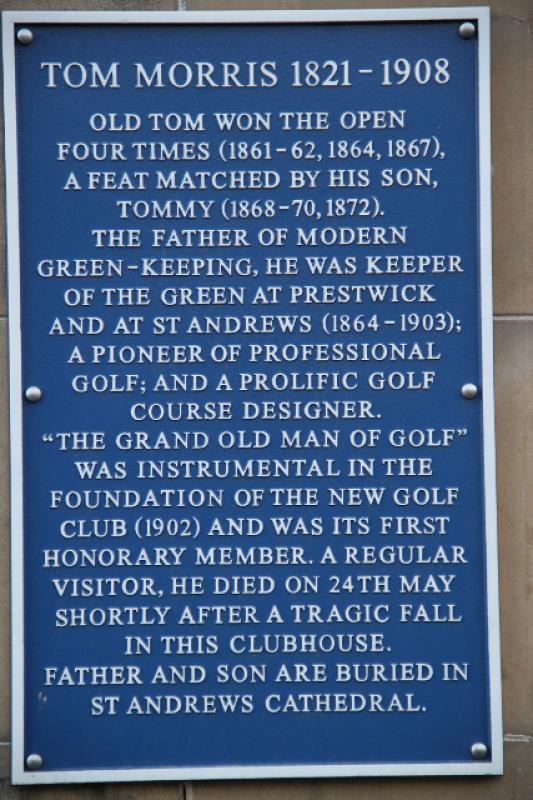 TOM MORRIS 1821-1908
OLD TOM WON THE OPEN
FOUR TIMES (1861-62, 1864, 1867),
A FEAT MATCHED BY HIS SON,
TOMMY (1868-70, 1872).
THE FATHER OF MODERN
GREEN-KEEPING, HE WAS KEEPER
OF THE GREEN AT PRESTWICK
AND AT ST ANDREWS (1864-1903);
A PIONEER OF PROFESSIONAL
GOLF; AND A PROLIFIC GOLF
COURSE DESIGNER.
“THE GRAND OLD MAN OF GOLF”
WAS INSTRUMENTAL IN THE
FOUNDATION OF THE NEW GOLF
CLUB (1902) AND WAS ITS FIRST
HONORARY MEMBER. A REGULAR
VISITOR, HE DIED ON 24TH MAY
SHORTLY AFTER A TRAGIC FALL
IN THIS CLUBHOUSE.
FATHER AND SON ARE BURIED IN
ST ANDREWS CATHEDRAL.